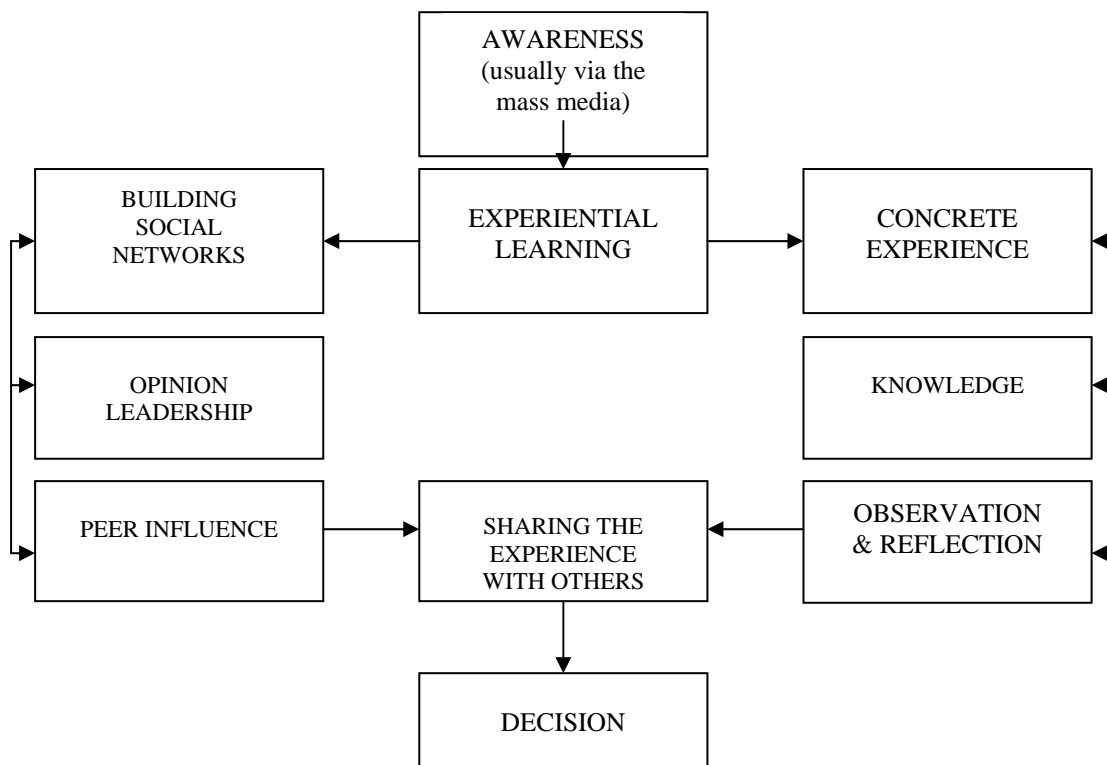 AWARENESS
(usually via the
mass media)
BUILDING
SOCIAL
NETWORKS
EXPERIENTIAL
LEARNING
CONCRETE
EXPERIENCE
OPINION
LEADERSHIP
KNOWLEDGE
PEER INFLUENCE
SHARING THE
EXPERIENCE
WITH OTHERS
OBSERVATION
& REFLECTION
DECISION